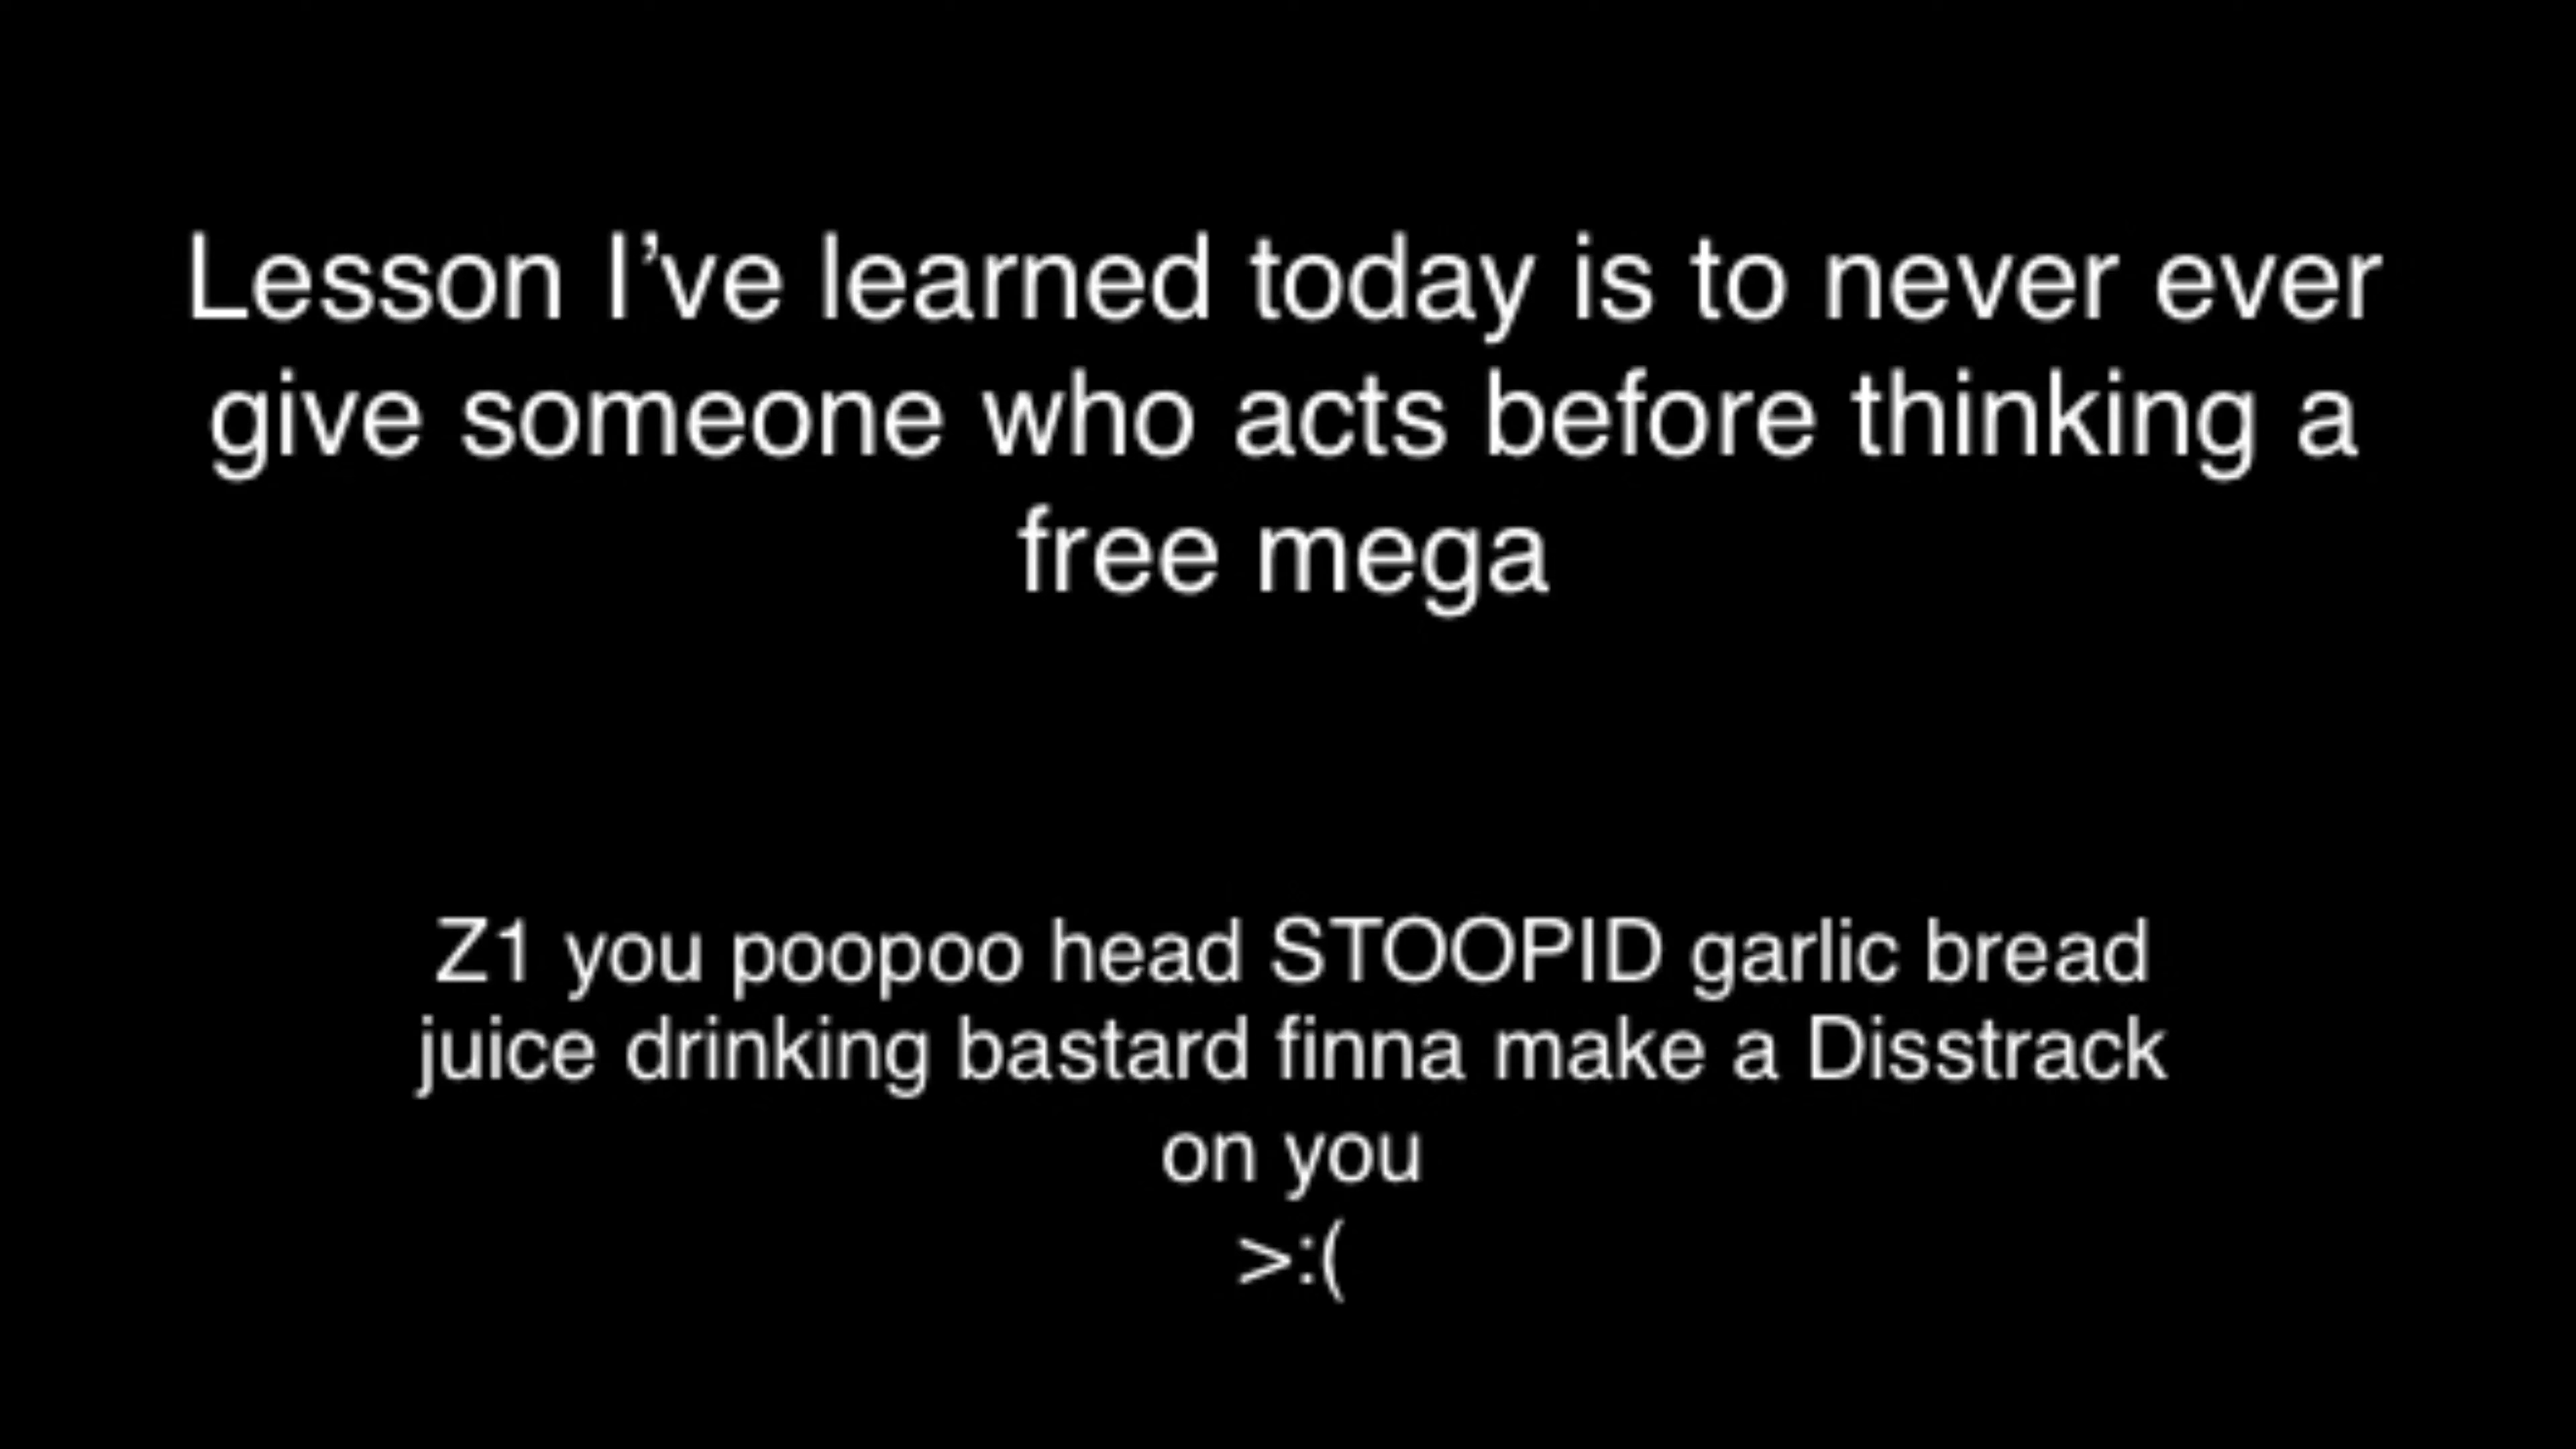 Lesson I’ve learned today is to never ever
give someone who acts before thinking a
free mega
Z1 you poopoo head STOOPID garlic bread
juice drinking bastard finna make a Disstrack
on you
>:(